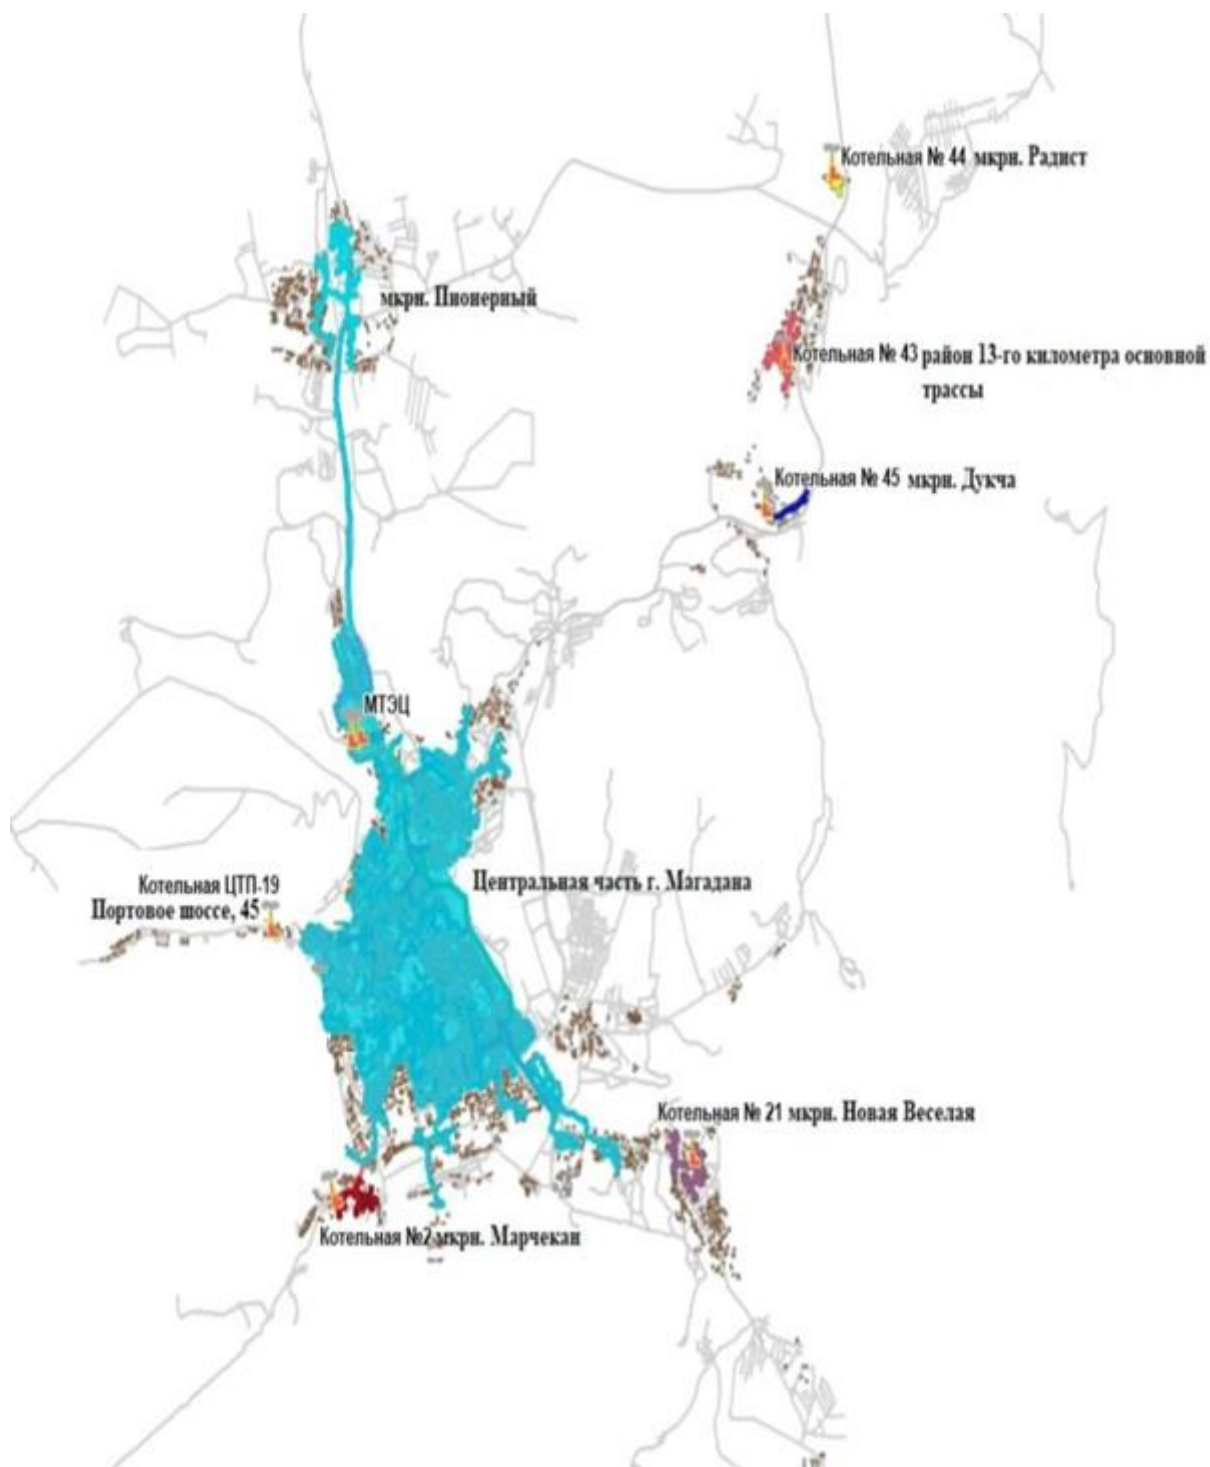 Котельная № 44 мкрн. Радист
мкрн. Пионерный
Котельная № 43 район 13-го километра основной
трассы
Котельная № 45 мкрн. Дукча
МТЭЦ
Котельная ЦТП-19
Портовое шоссе, 45
Центральная часть г. Магадана
Котельная № 21 мкрн. Новая Веселая
Котельная №2 мкрн. Марчекан